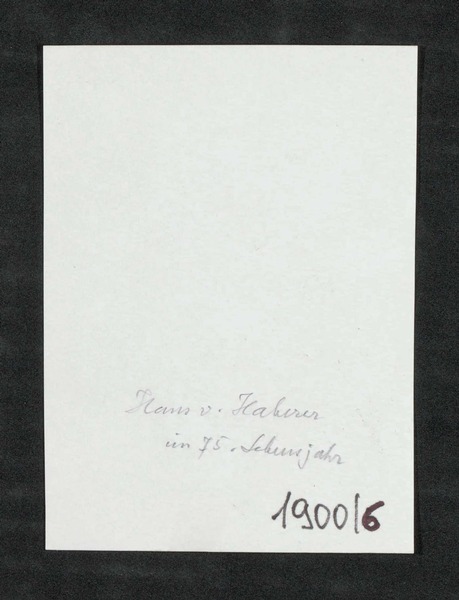 Hans v. Haberer
im 75. Lebensjahr
1900/6